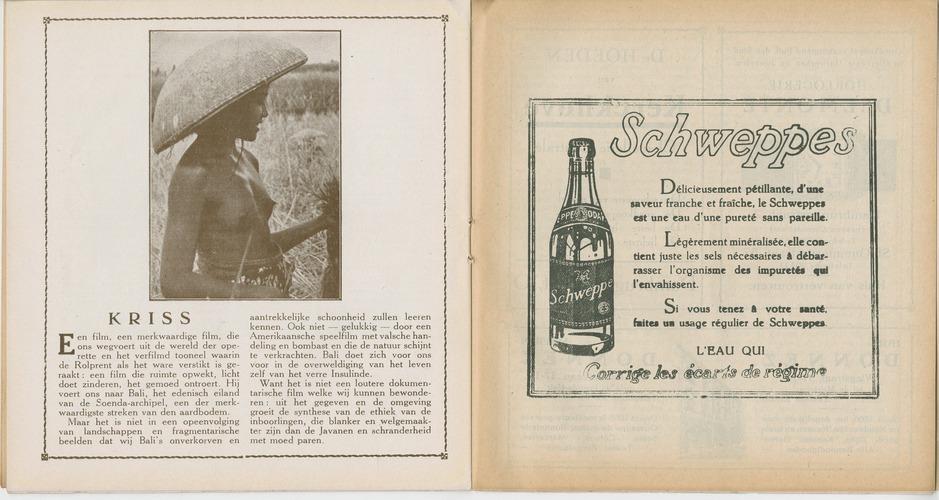 KRISS
Een film, een merkwaardige film, die
ons wegvoert uit de wereld der ope-
rette en het verfilmd tooneel waarin
de Rolprent als het ware verstikt is ge-
raakt: een film die ruimte opwekt, licht
doet zinderen, het gemoed ontroert. Hij
voert ons naar Bali, het edenisch eiland
van de Soenda-archipel, een der merk-
waardigste streken van den aardbodem.
Maar het is niet in een opeenvolging
van landschappen en fragmentarische
beelden dat wij Bali's onverkorven en
aantrekkelijke schoonheid zullen leeren
kennen. Ook niet — gelukkig — door een
Amerikaansche speelfilm met valsche han-
deling en bombast en die de natuur schijnt
te verkrachten. Bali doet zich voor ons
voor in de overweldiging van het leven
zelf van het verre Insulinde.
Want het is niet een loutere dokumen-
tarische film welke wij kunnen bewonde-
ren: uit het gegeven en de omgeving
groeit de synthese van de ethiek van de
inboorlingen, die blanker en welgemaak-
ter zijn dan de Javanen en schranderheid
met moed paren.
Schweppes
Délicieusement pétillante, d'une
saveur franche et fraîche, le Schweppes
est une eau d'une pureté sans pareille.
Légèrement minéralisée, elle con-
tient juste les sels nécessaires à débar-
rasser l'organisme des impuretés qui
l'envahissent.
Si vous tenez à votre santé,
faites un usage régulier de Schweppes.
L'EAU QUI
Corrige les écarts de régime
PPE SODA
Schweppe